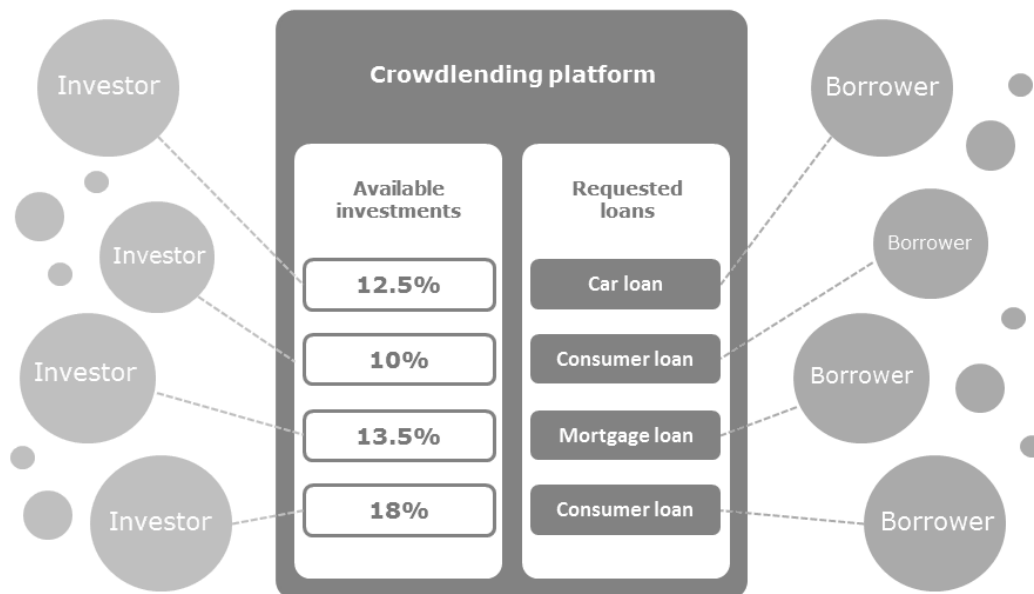 Crowdlending platform
Investor
Investor
Investor
Investor
Available
investments
12.5%
10%
13.5%
18%
Requested
loans
Car loan
Consumer loan
Mortgage loan
Consumer loan
Borrower
Borrower
Borrower
Borrower